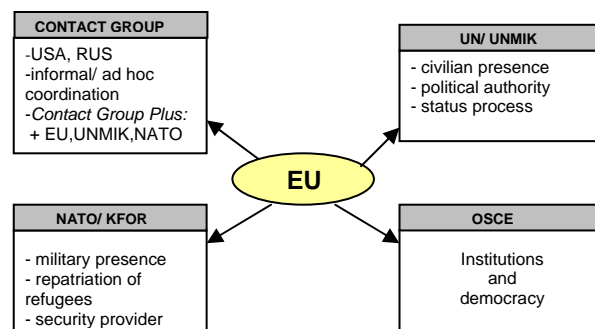 CONTACT GROUP
-USA, RUS
-informal/ ad hoc
coordination
-Contact Group Plus:
+ EU,UNMIK,NATO
UN/ UNMIK
- civilian presence
- political authority
- status process
EU
NATO/ KFOR
- military presence
- repatriation of
refugees
- security provider
OSCE
Institutions
and
democracy